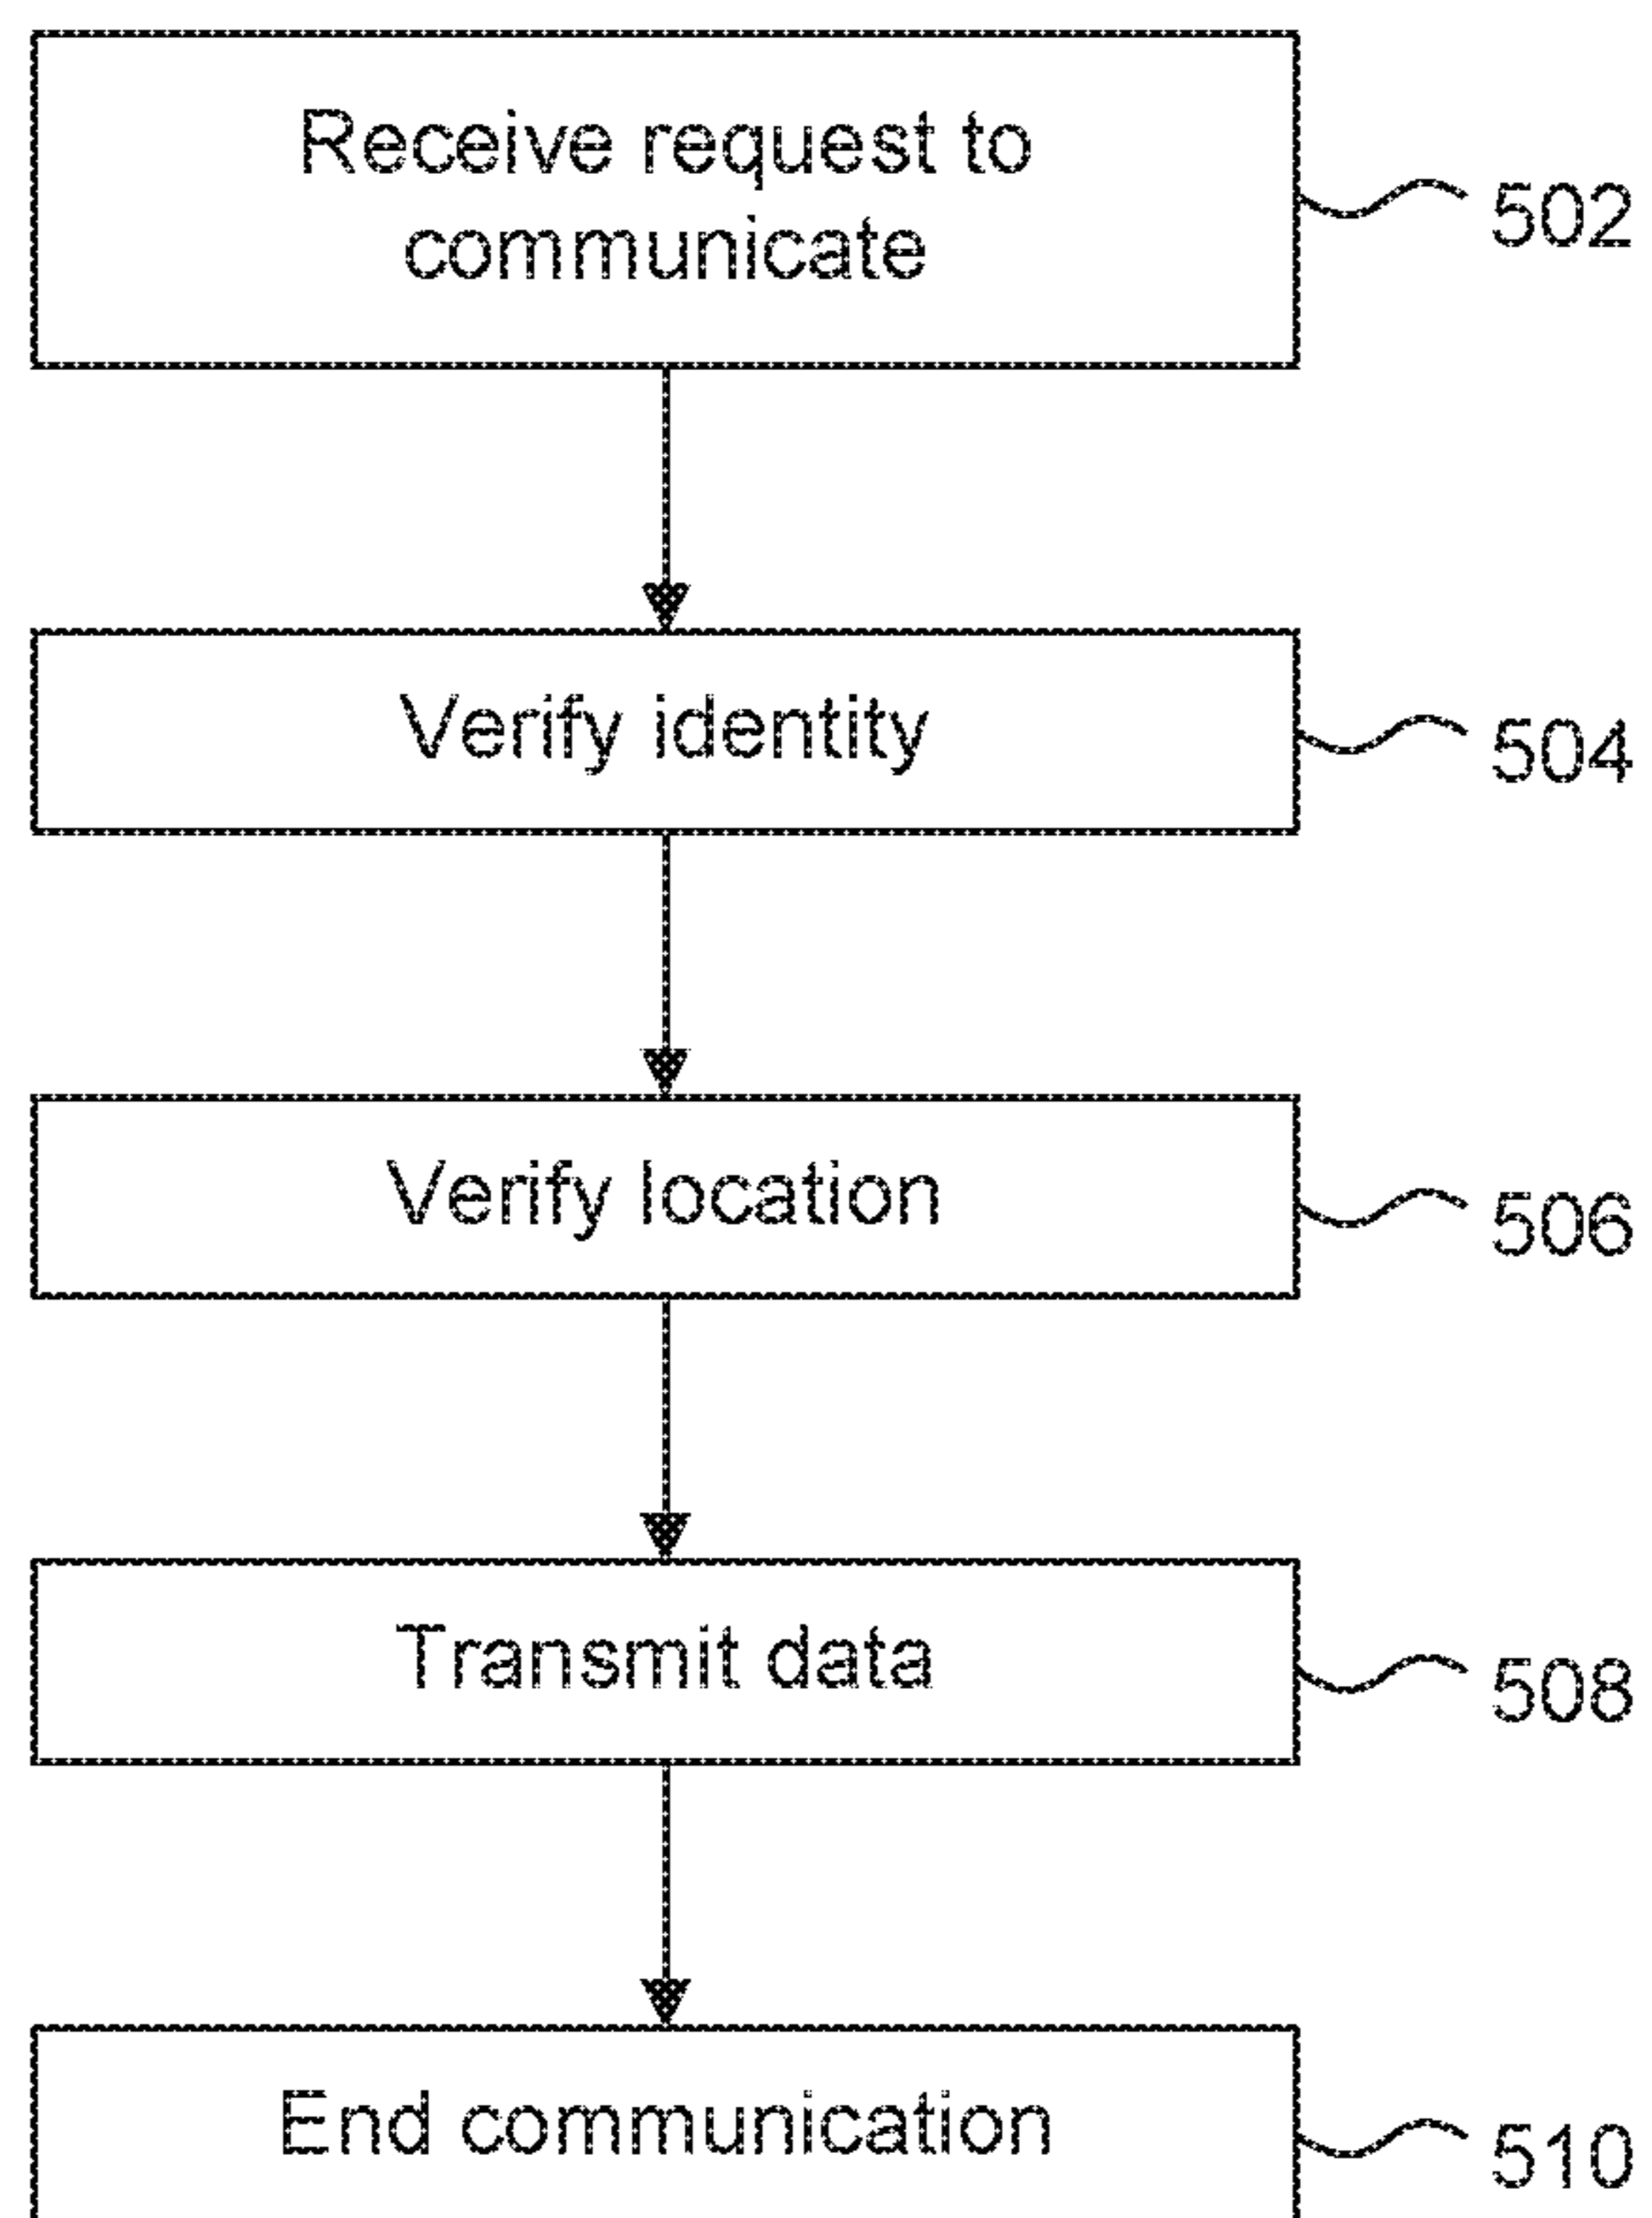 Receive request to
communicate
502
Verify identity
504
Verify location
506
Transmit data
508
End communication
510